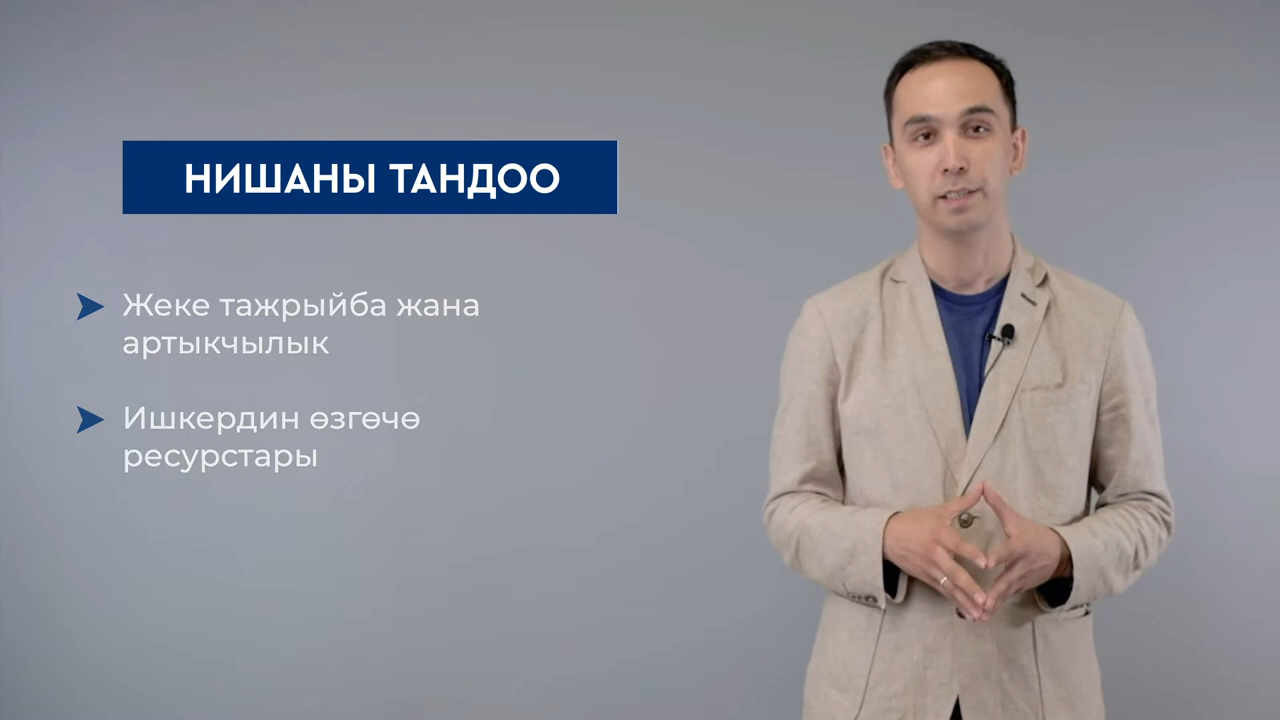 НИШАНЫ ТАНДОО
Жеке тажрыйба жана
артыкчылык
Ишкердин өзгөчө
ресурстары